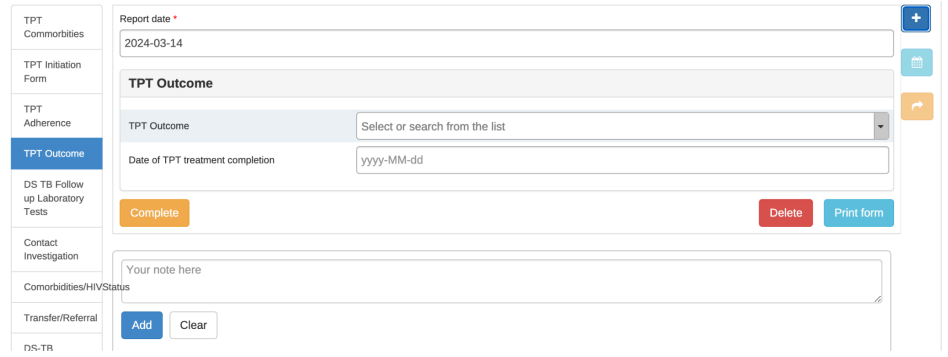 TPT
Commorbities
TPT Initiation
Form
TPT
Adherence
TPT Outcome
DS TB Follow
up Laboratory
Tests
Contact
Investigation
Comorbidities/HIVStatus
Transfer/Referral
DS-TB
Report date *
2024-03-14
TPT Outcome
TPT Outcome
Select or search from the list
Date of TPT treatment completion
yyyy-MM-dd
Complete
Delete
Print form
Your note here
Add
Clear